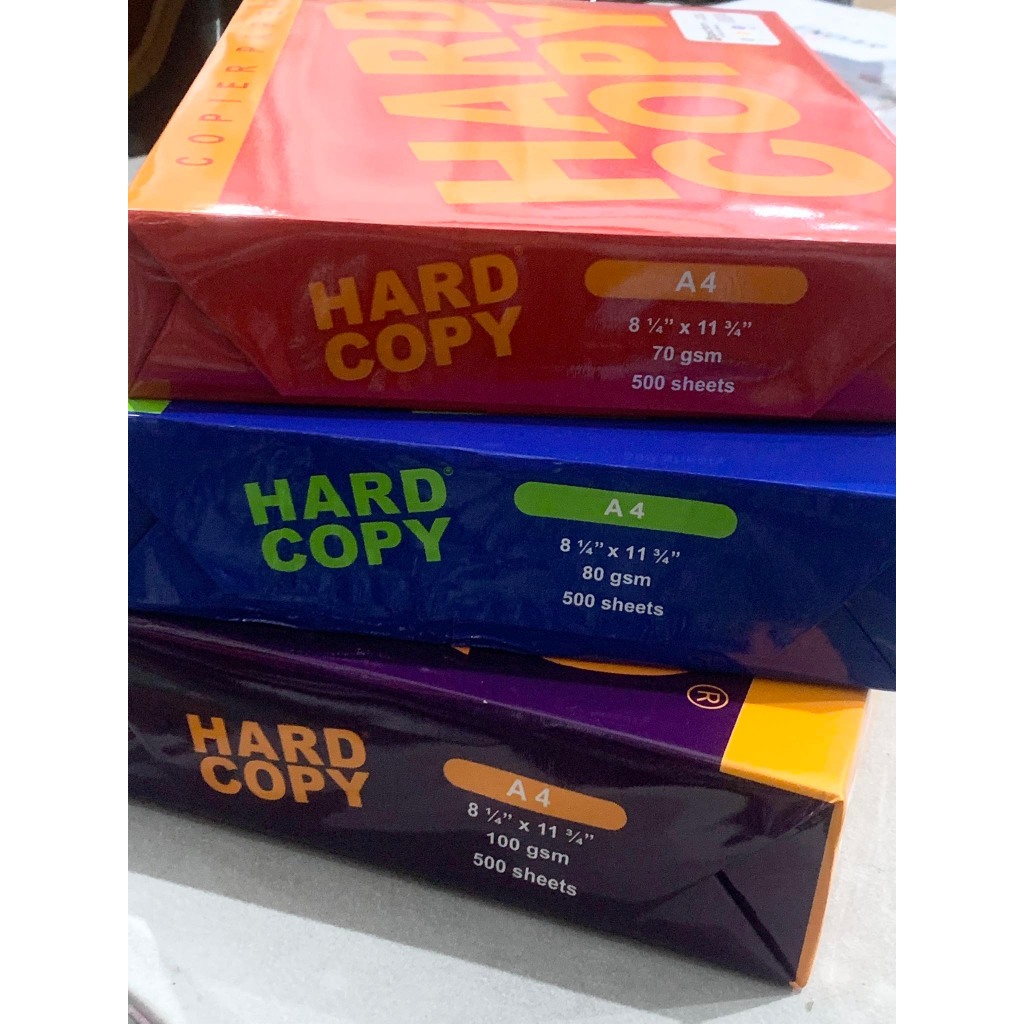 COPIER
HARD
COPY
HARD
COPY
A4
8 ¼” x 11 ¾”
70 gsm
500 sheets
HARD
COPY®
A4
8 ¼” x 11 ¾”
80 gsm
500 sheets
®
HARD
COPY
A4
8 ¼” x 11 ¾”
100 gsm
500 sheets